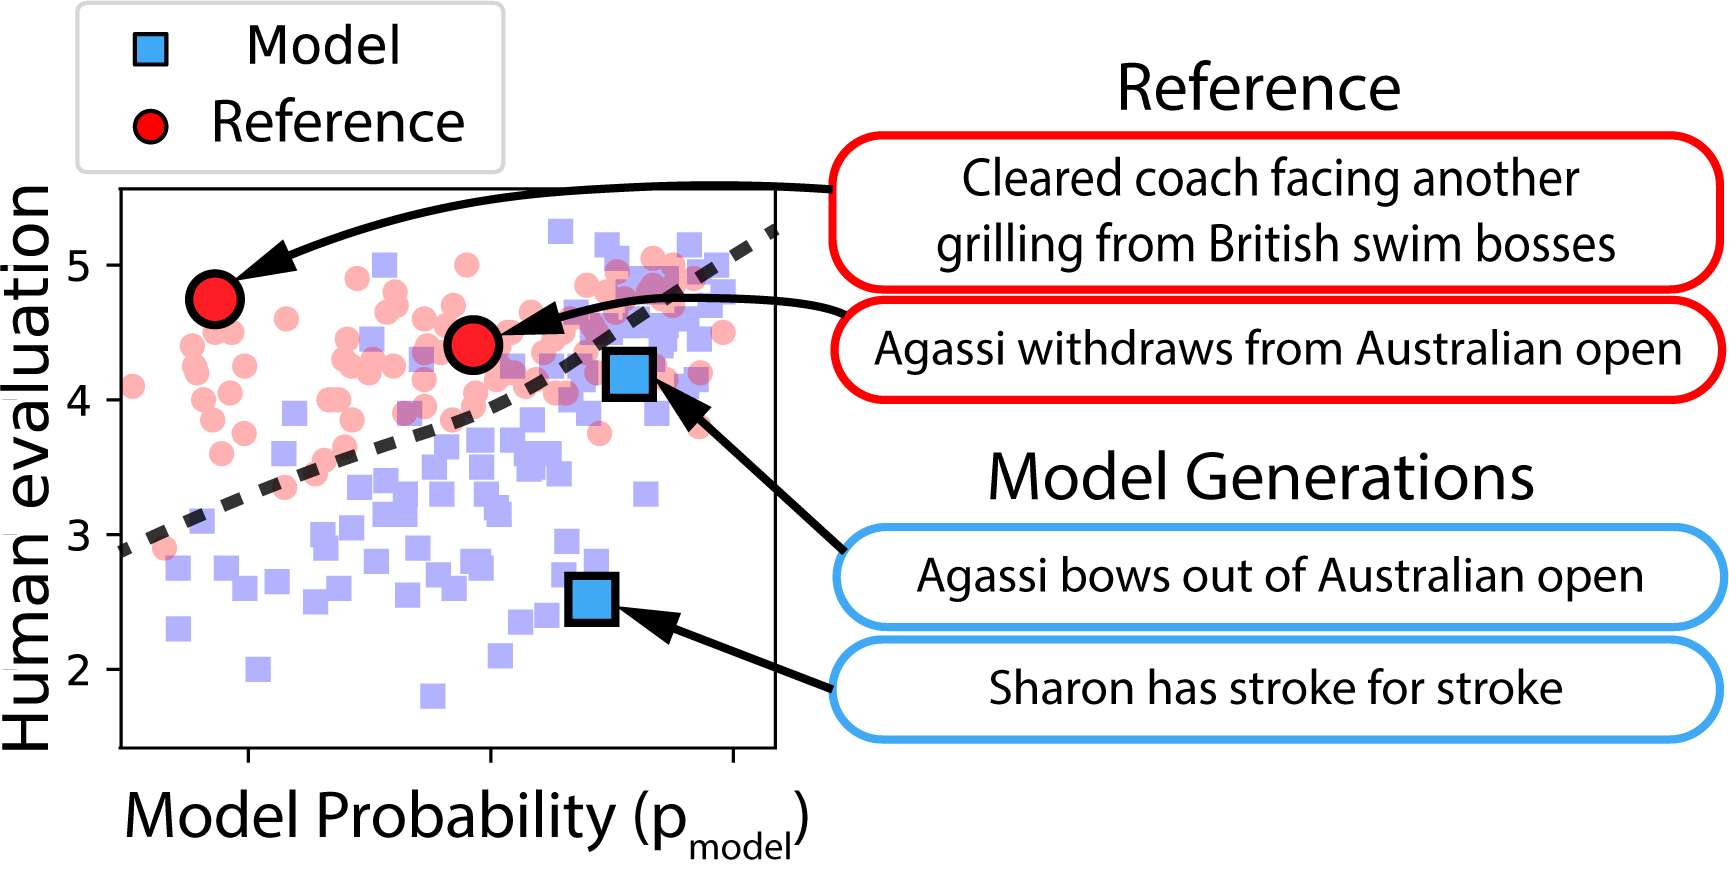 Model
Reference
Human evaluation
5
4
3
2
Model Probability (pmodel)
Reference
Cleared coach facing another
grilling from British swim bosses
Agassi withdraws from Australian open
Model Generations
Agassi bows out of Australian open
Sharon has stroke for stroke